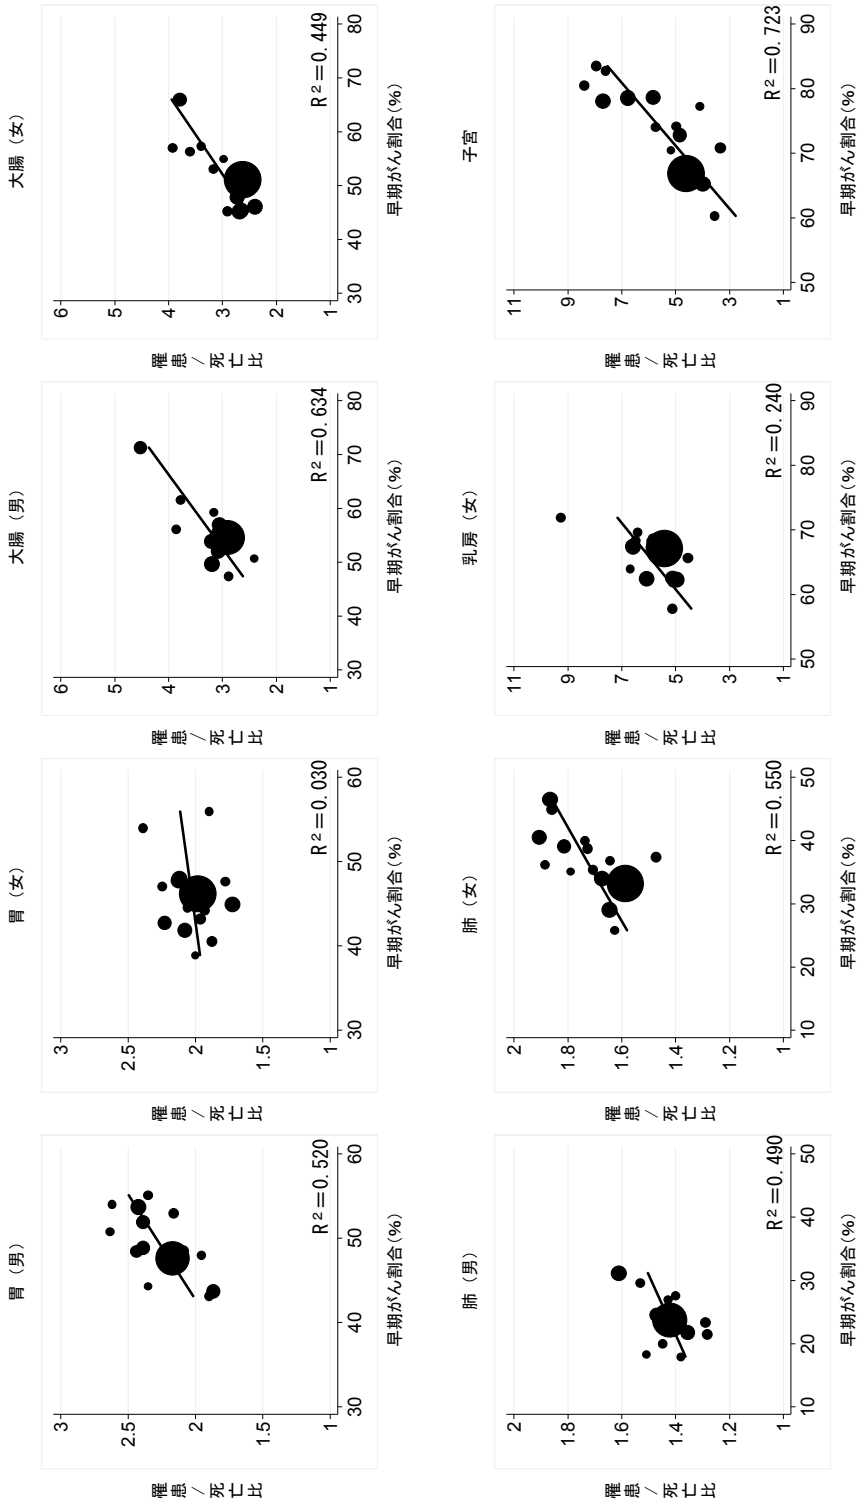 胃（男）
罹患／死亡比
3
2.5
2
1.5
1
R²＝0.520
30 40 50 60
早期がん割合(%)
胃（女）
罹患／死亡比
3
2.5
2
1.5
1
R²＝0.030
30 40 50 60
早期がん割合(%)
大腸（男）
罹患／死亡比
6
5
4
3
2
1
R²＝0.634
30 40 50 60 70 80
早期がん割合(%)
大腸（女）
罹患／死亡比
6
5
4
3
2
1
R²＝0.449
30 40 50 60 70 80
早期がん割合(%)
肺（男）
罹患／死亡比
2
1.8
1.6
1.4
1.2
1
R²＝0.490
10 20 30 40 50
早期がん割合(%)
肺（女）
罹患／死亡比
2
1.8
1.6
1.4
1.2
1
R²＝0.550
10 20 30 40 50
早期がん割合(%)
乳房（女）
罹患／死亡比
11
9
7
5
3
1
R²＝0.240
50 60 70 80 90
早期がん割合(%)
子宮
罹患／死亡比
11
9
7
5
3
1
R²＝0.723
50 60 70 80 90
早期がん割合(%)